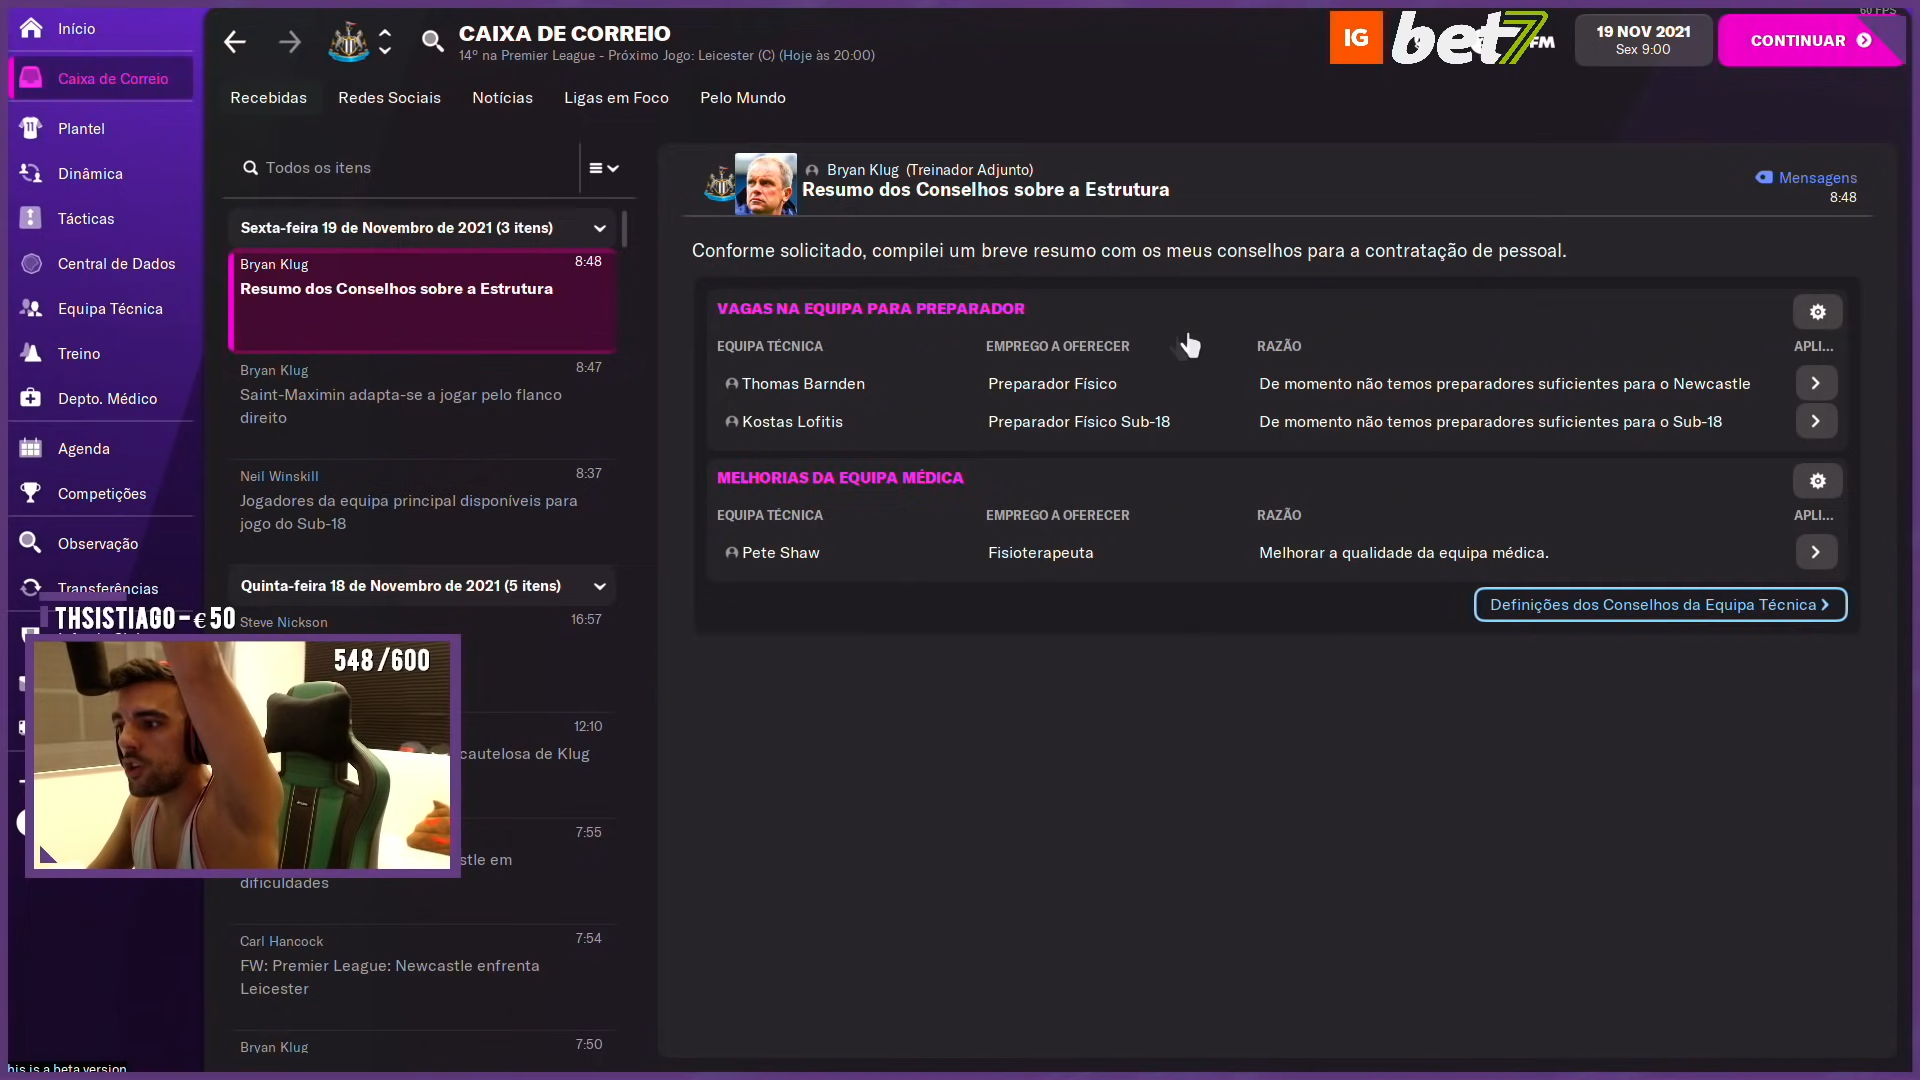 Início
Caixa de Correio
Plantel
Dinâmica
Tácticas
Central de Dados
Equipa Técnica
Treino
Depto. Médico
Agenda
Competições
Observação
Transferências
CAIXA DE CORREIO
14º na Premier League - Próximo Jogo: Leicester (C) (Hoje às 20:00)
60 FPS
IG
bet7
FM
19 NOV 2021
Sex 9:00
CONTINUAR
Recebidas
Redes Sociais
Notícias
Ligas em Foco
Pelo Mundo
Todos os itens
Sexta-feira 19 de Novembro de 2021 (3 itens)
Bryan Klug
8:48
Resumo dos Conselhos sobre a Estrutura
Bryan Klug
8:47
Saint-Maximin adapta-se a jogar pelo flanco
direito
Neil Winskill
8:37
Jogadores da equipa principal disponíveis para
jogo do Sub-18
Quinta-feira 18 de Novembro de 2021 (5 itens)
Steve Nickson
16:57
12:10
cautelosa de Klug
7:55
stle em
dificuldades
Carl Hancock
7:54
FW: Premier League: Newcastle enfrenta
Leicester
Bryan Klug
7:50
Bryan Klug (Treinador Adjunto)
Resumo dos Conselhos sobre a Estrutura
Mensagens
8:48
Conforme solicitado, compilei um breve resumo com os meus conselhos para a contratação de pessoal.
VAGAS NA EQUIPA PARA PREPARADOR
EQUIPA TÉCNICA
EMPREGO A OFERECER
RAZÃO
APLI...
Thomas Barnden
Preparador Físico
De momento não temos preparadores suficientes para o Newcastle
Kostas Lofitis
Preparador Físico Sub-18
De momento não temos preparadores suficientes para o Sub-18
MELHORIAS DA EQUIPA MÉDICA
EQUIPA TÉCNICA
EMPREGO A OFERECER
RAZÃO
APLI...
Pete Shaw
Fisioterapeuta
Melhorar a qualidade da equipa médica.
Definições dos Conselhos da Equipa Técnica
THSISTIAGO - € 50
548 /600
his is a beta version